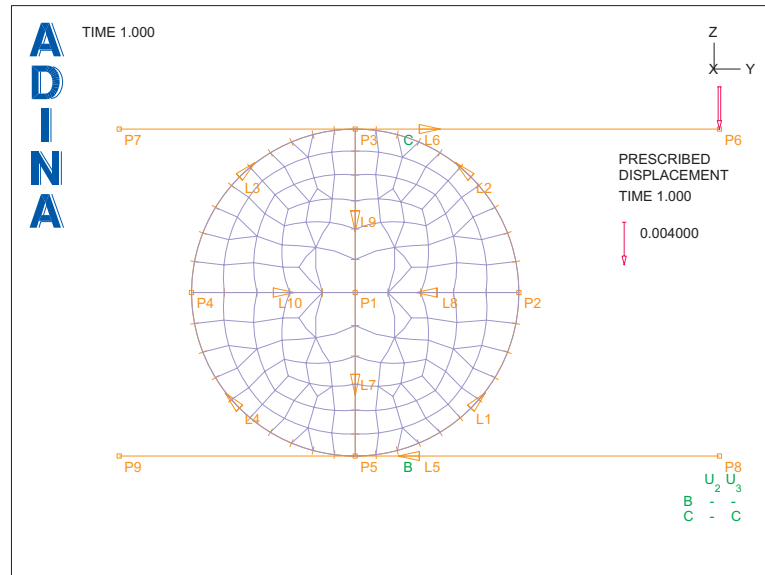 ADINA
TIME 1.000
Z
X Y
P7
P3
C L6
P6
PRESCRIBED
DISPLACEMENT
TIME 1.000
0.004000
L3
L2
L9
P4
L10
P1
L8
P2
L7
L4
L1
P9
P5
B L5
P8
U2 U3
B - -
C - C